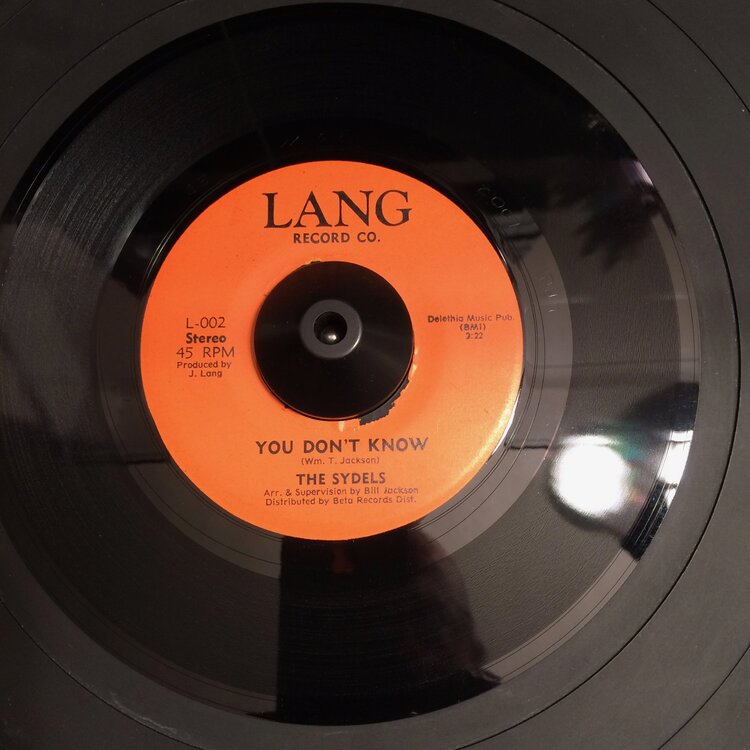 LANG
RECORD CO.
L-002
Stereo
45 RPM
Produced by
J. Lang
Delethia Music Pub.
(BMI)
2:22
YOU DON'T KNOW
(Wm. T. Jackson)
THE SYDELS
Arr. & Supervision by Bill Jackson
Distributed by Beta Records Dist.